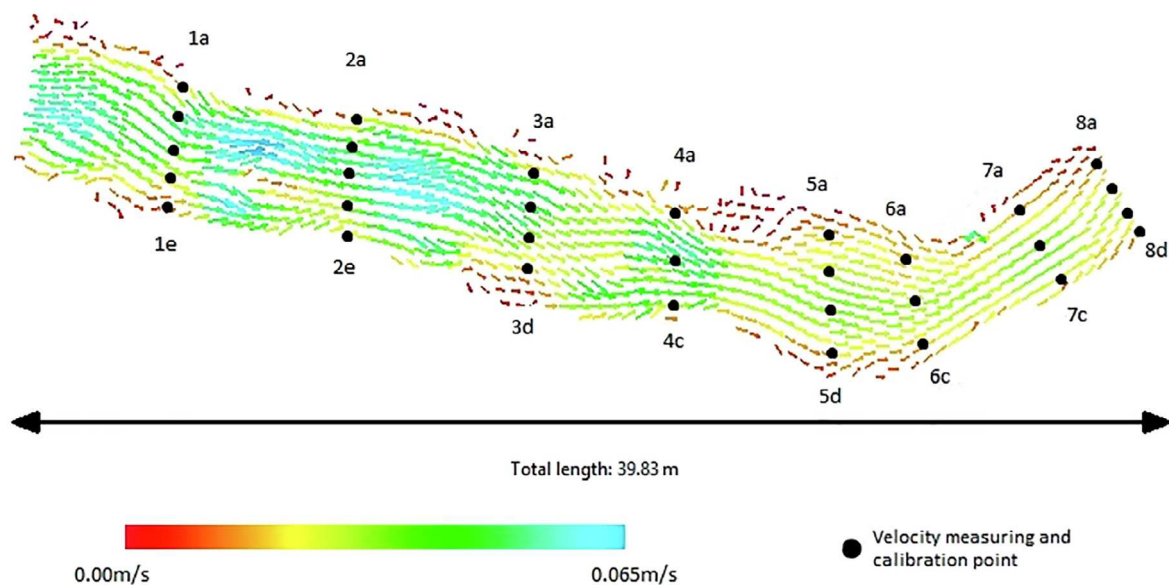 1a
2a
3a
4a
5a
6a
7a
8a
1e
2e
3d
4c
5d
6c
7c
8d
Total length: 39.83 m
0.00m/s
0.065m/s
Velocity measuring and
calibration point